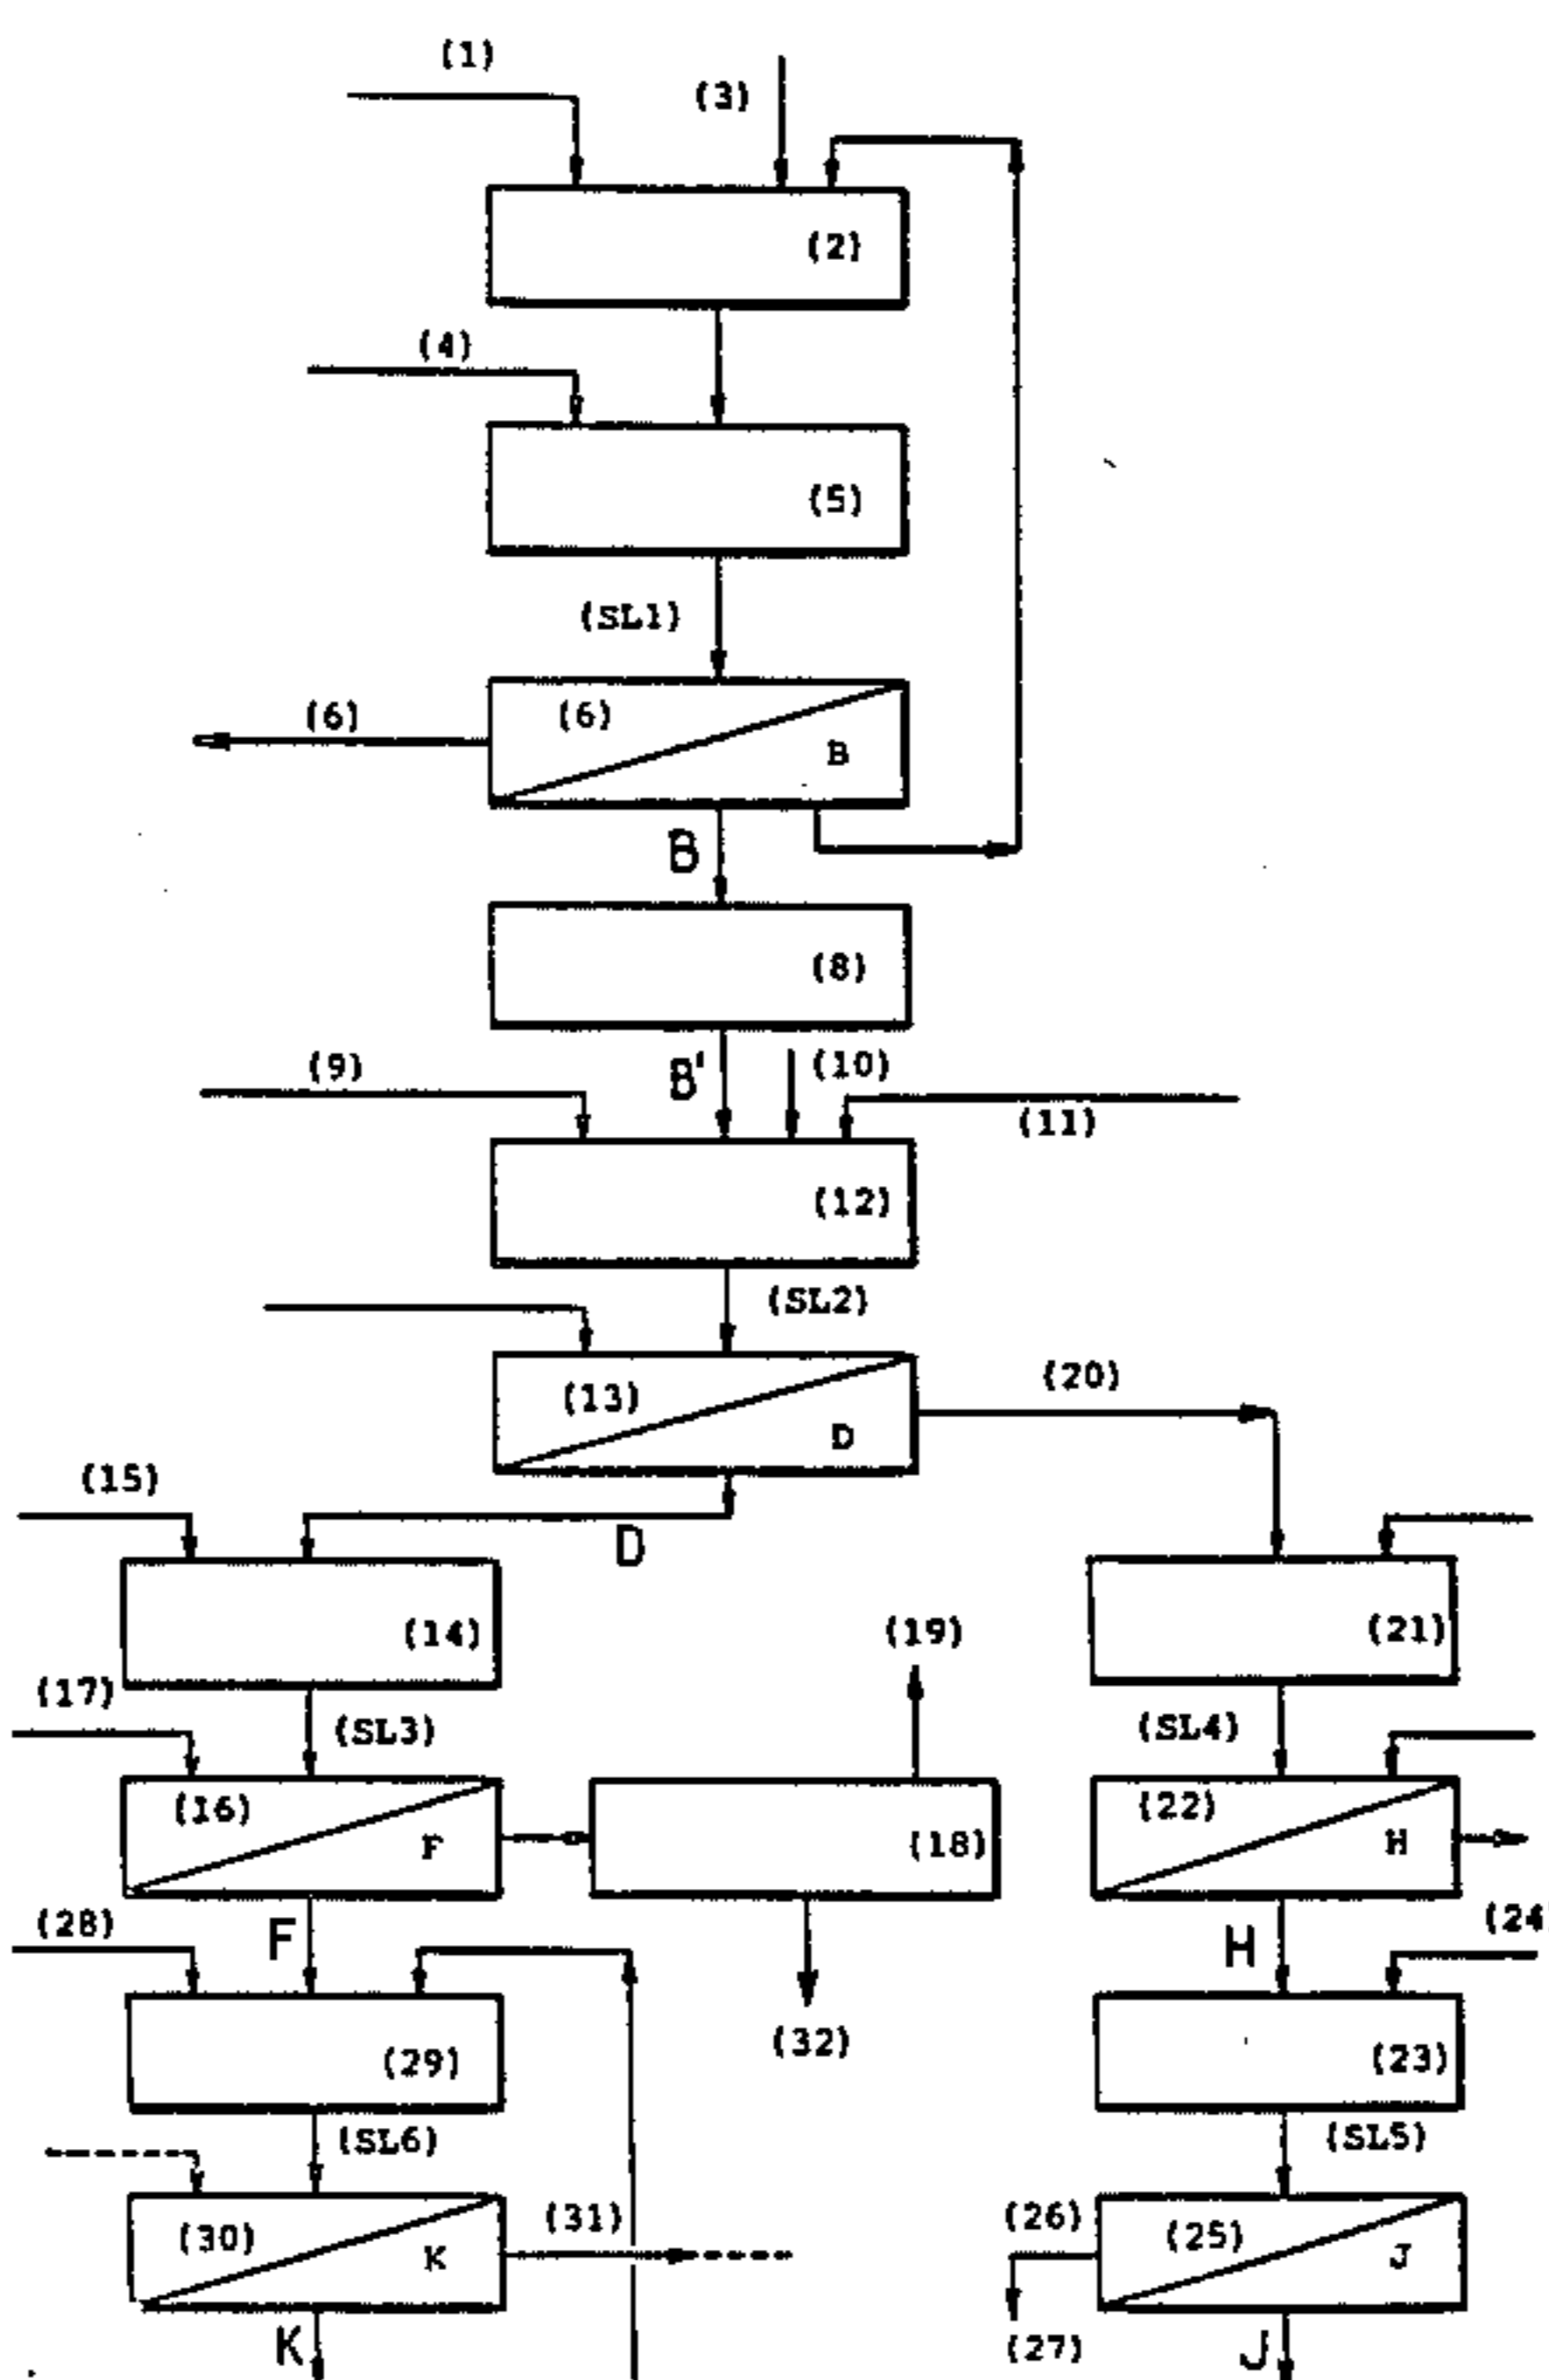 (1)
(3)
(2)
(4)
(5)
(SL1)
(6)
(6)
B
B
(8)
(9)
B'
(10)
(11)
(12)
(SL2)
(13)
D
(20)
(15)
D
(14)
(19)
(21)
(17)
(SL3)
(SL4)
(16)
F
(18)
(22)
H
(28)
F
H
(24
(29)
(32)
(23)
(SL6)
(SL5)
(30)
K
(31)
(26)
(25)
J
K
(27)
J